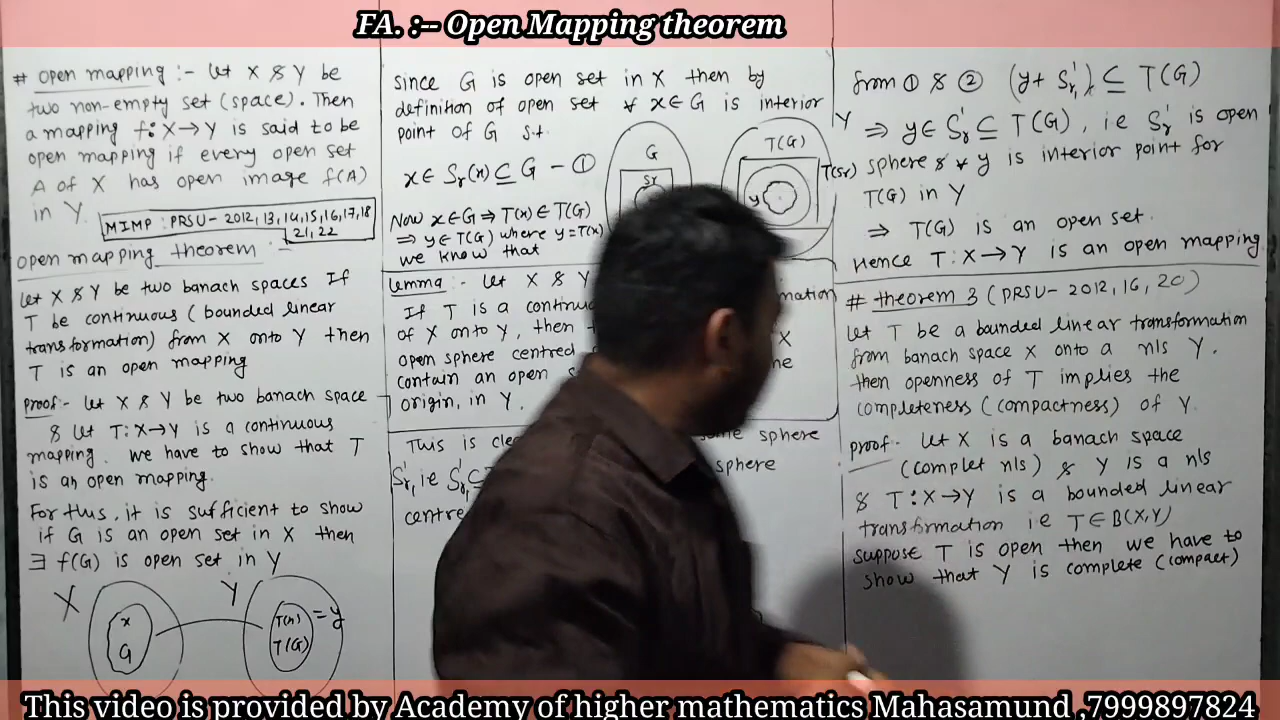 FA. :-- Open Mapping theorem
# open mapping :- let X & Y be
two non-empty set (space). Then
a mapping f: X→Y is said to be
open mapping if every open set
A of X has open image f(A)
in Y.
MIMP : PRSU - 2012, 13, 14, 15, 16, 17, 18
21, 22
open mapping theorem :-
let X & Y be two banach spaces If
T be continuous (bounded linear
transformation) from X onto Y then
T is an open mapping
proof:- let X & Y be two banach space
& let T: X→Y is a continuous
mapping. we have to show that T
is an open mapping.
For this, it is sufficient to show
if G is an open set in X then
∃ f(G) is open set in Y
X
Y
x
G
T(x) = y
T(G)
since G is open set in X then by
definition of open set ∀ x∈G is interior
point of G s.t.
x∈ Sr(x) ⊆ G - ①
G
Sr
Y
T(G)
T(Sr)
y
Now x∈G ⇒ T(x) ∈ T(G)
⇒ y∈T(G) where y=T(x)
we know that
lemma :- let X & Y
mation
If T is a continu
of X onto Y, then
X
open sphere centred
he
contain an open s
origin, in Y.
This is cle
some sphere
S'r₁ ie S'r₁ ⊆
sphere
centre
from ① & ② (y+ S'r₁) ⊆ T(G)
⇒ y∈ S'r ⊆ T(G), ie S'r is open
sphere & ∀ y is interior point for
T(G) in Y
⇒ T(G) is an open set.
Hence T: X→Y is an open mapping.
# theorem 3 (PRSU- 2012, 16, 20)
let T be a bounded linear transformation
from banach space X onto a nls Y.
then openness of T implies the
completeness (compactness) of Y.
proof- let X is a banach space
(complet nls) & Y is a nls
& T: X→Y is a bounded linear
transformation ie T∈B(X,Y)
suppose T is open then we have to
show that Y is complete (compact)
This video is provided by Academy of higher mathematics Mahasamund ,7999897824